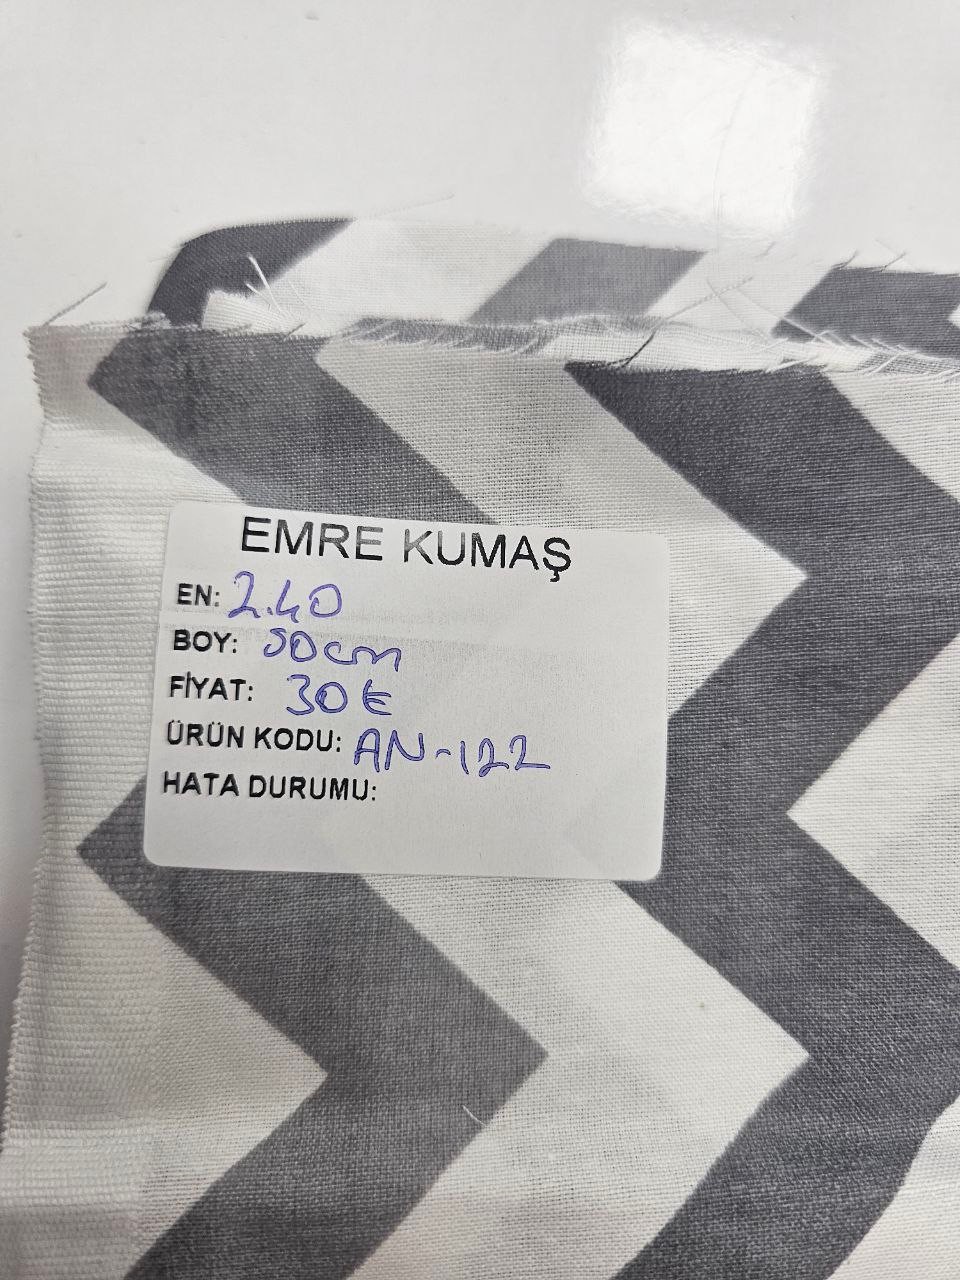 EMRE KUMAŞ
EN: 2.40
BOY: 50cm
FİYAT: 30₺
ÜRÜN KODU: AN-122
HATA DURUMU: